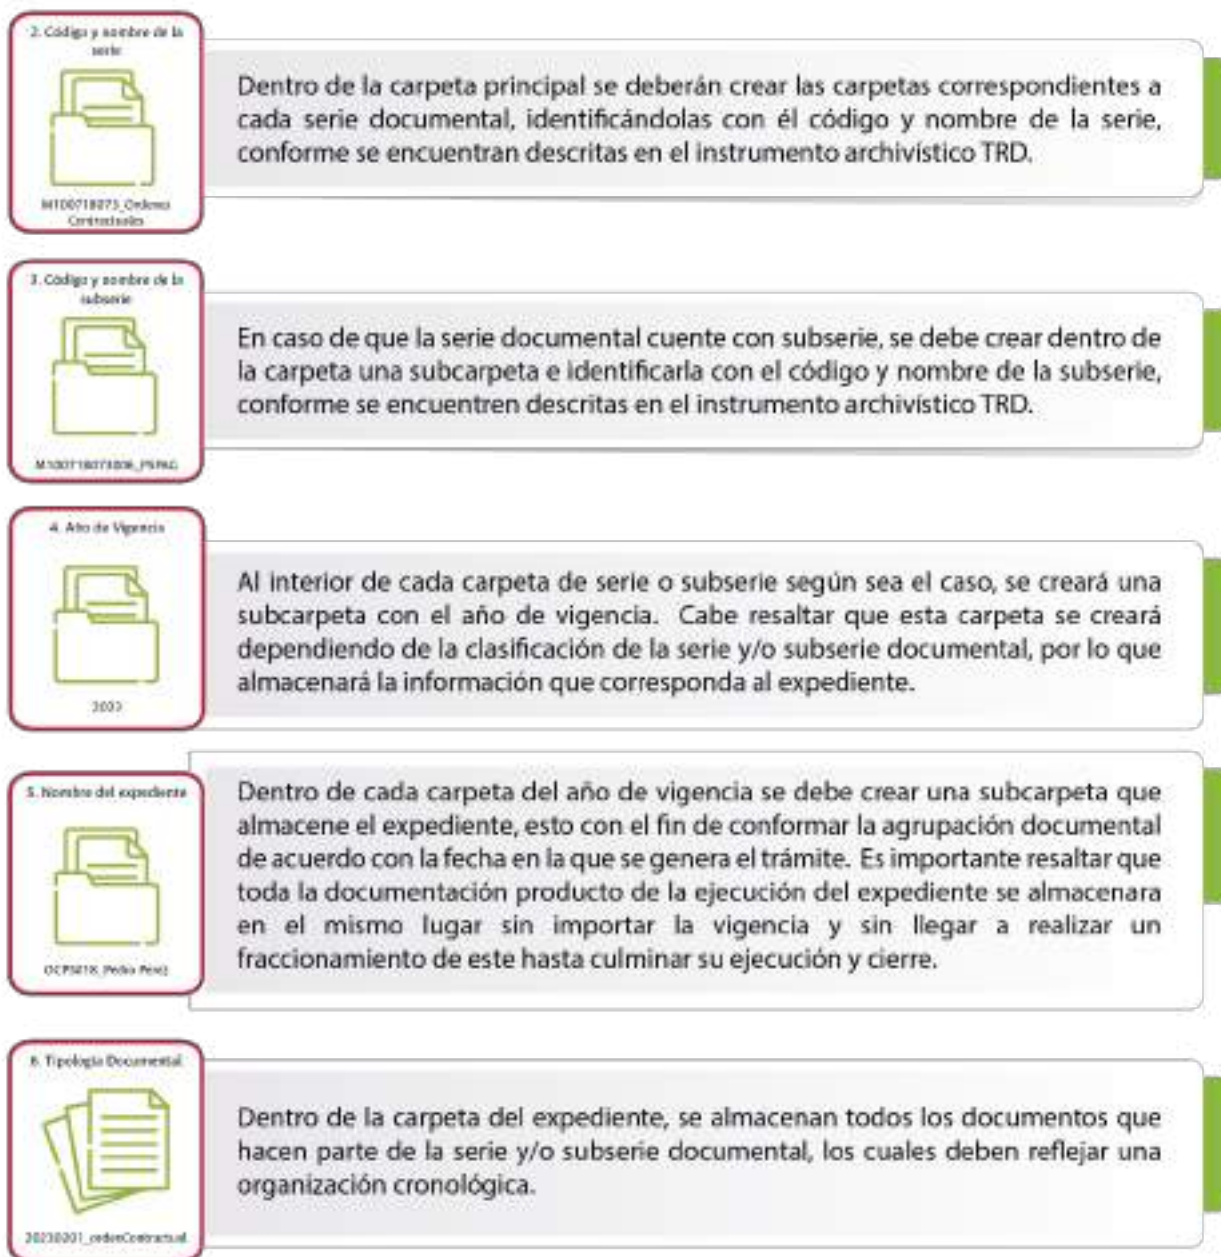 2. Código y nombre de la
serie
M100718073_Ordenes
Contractuales
Dentro de la carpeta principal se deberán crear las carpetas correspondientes a
cada serie documental, identificándolas con él código y nombre de la serie,
conforme se encuentran descritas en el instrumento archivístico TRD.
3. Código y nombre de la
subserie
En caso de que la serie documental cuente con subserie, se debe crear dentro de
la carpeta una subcarpeta e identificarla con el código y nombre de la subserie,
conforme se encuentren descritas en el instrumento archivístico TRD.
4. Año de Vigencia
Al interior de cada carpeta de serie o subserie según sea el caso, se creará una
subcarpeta con el año de vigencia. Cabe resaltar que esta carpeta se creará
dependiendo de la clasificación de la serie y/o subserie documental, por lo que
almacenará la información que corresponda al expediente.
5. Nombre del expediente
Dentro de cada carpeta del año de vigencia se debe crear una subcarpeta que
almacene el expediente, esto con el fin de conformar la agrupación documental
de acuerdo con la fecha en la que se genera el trámite. Es importante resaltar que
toda la documentación producto de la ejecución del expediente se almacenara
en el mismo lugar sin importar la vigencia y sin llegar a realizar un
fraccionamiento de este hasta culminar su ejecución y cierre.
6. Tipología Documental
20230201_ordenContractual
Dentro de la carpeta del expediente, se almacenan todos los documentos que
hacen parte de la serie y/o subserie documental, los cuales deben reflejar una
organización cronológica.